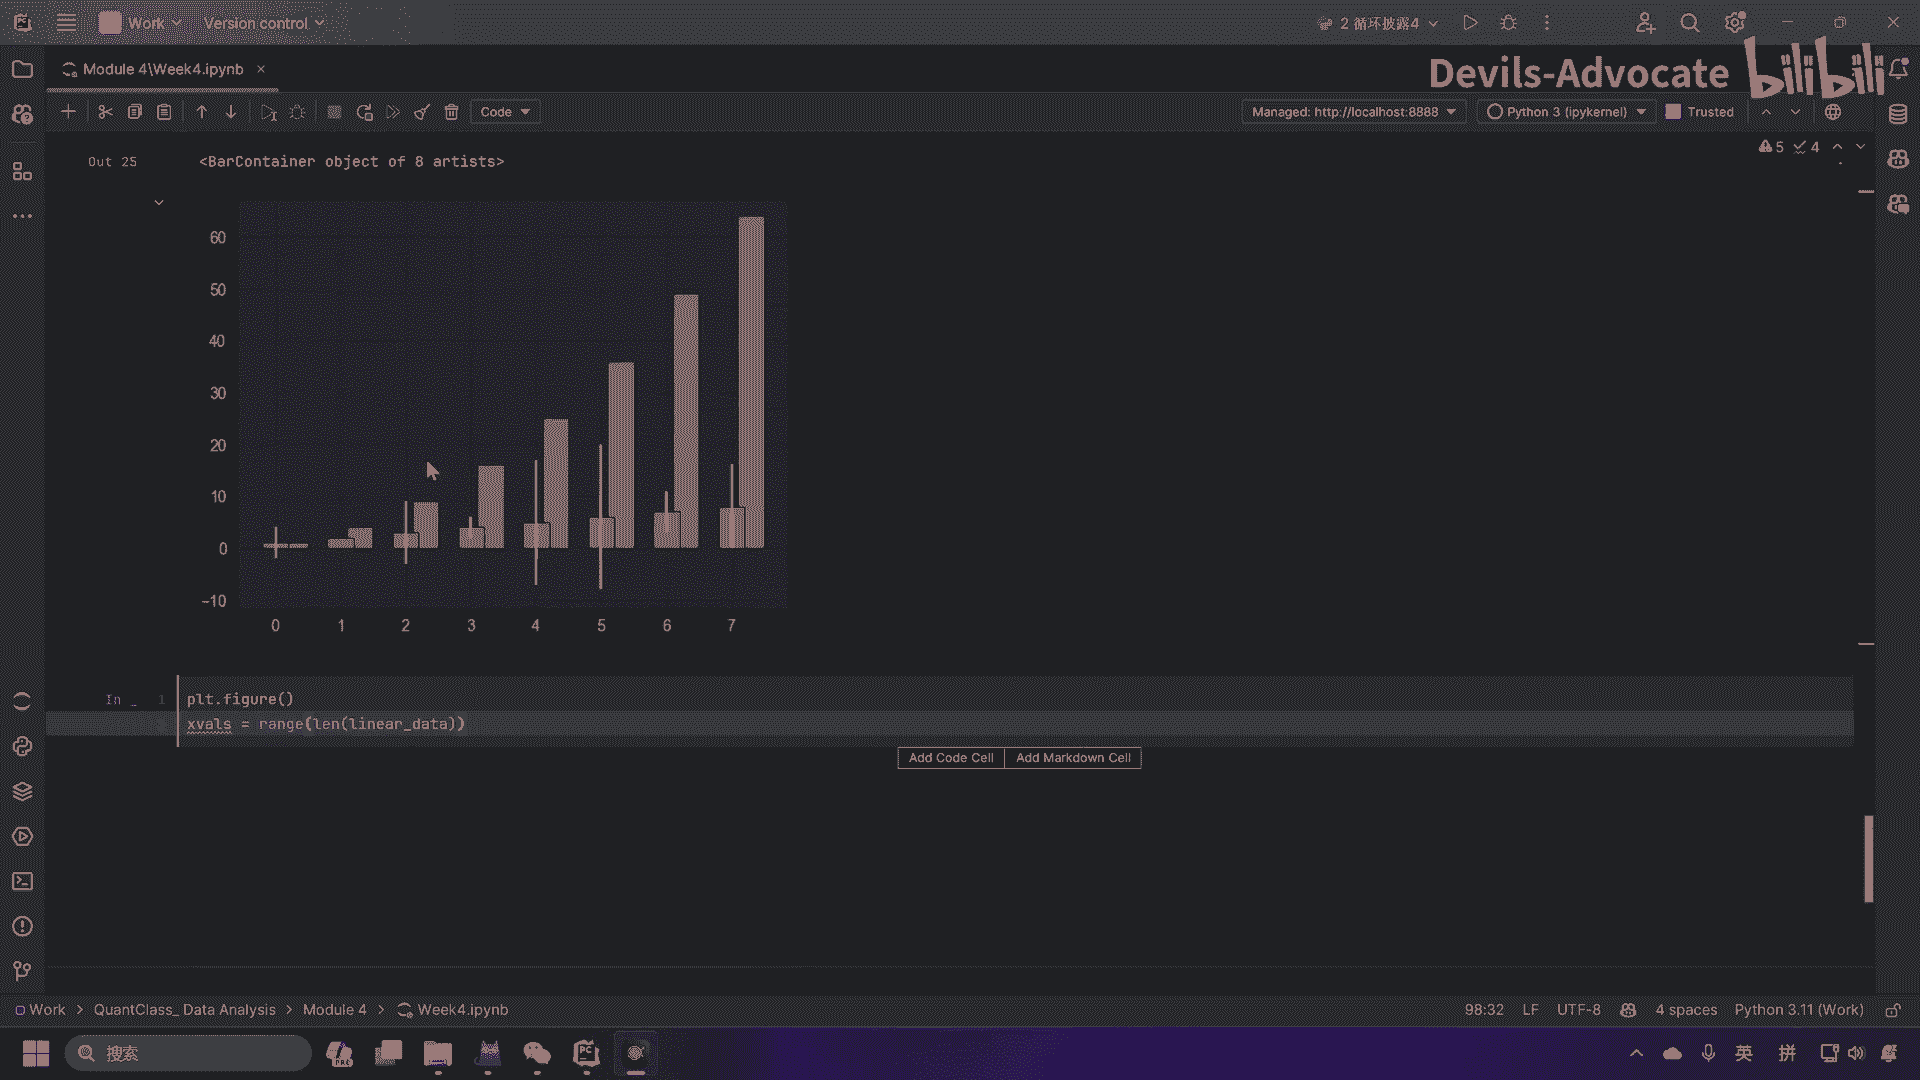 Work
Version control
2 循环披露4
Module 4\Week4.ipynb
Devils-Advocate bilibili
Code
Managed: http://localhost:8888
Python 3 (ipykernel)
Trusted
Out 25
<BarContainer object of 8 artists>
5
4
60
50
40
30
20
10
0
−10
0 1 2 3 4 5 6 7
In _
1 plt.figure()
xvals = range(len(linear_data))
Add Code Cell
Add Markdown Cell
Work > QuantClass_ Data Analysis > Module 4 > Week4.ipynb
98:32
LF
UTF-8
4 spaces
Python 3.11 (Work)
搜索
英
拼